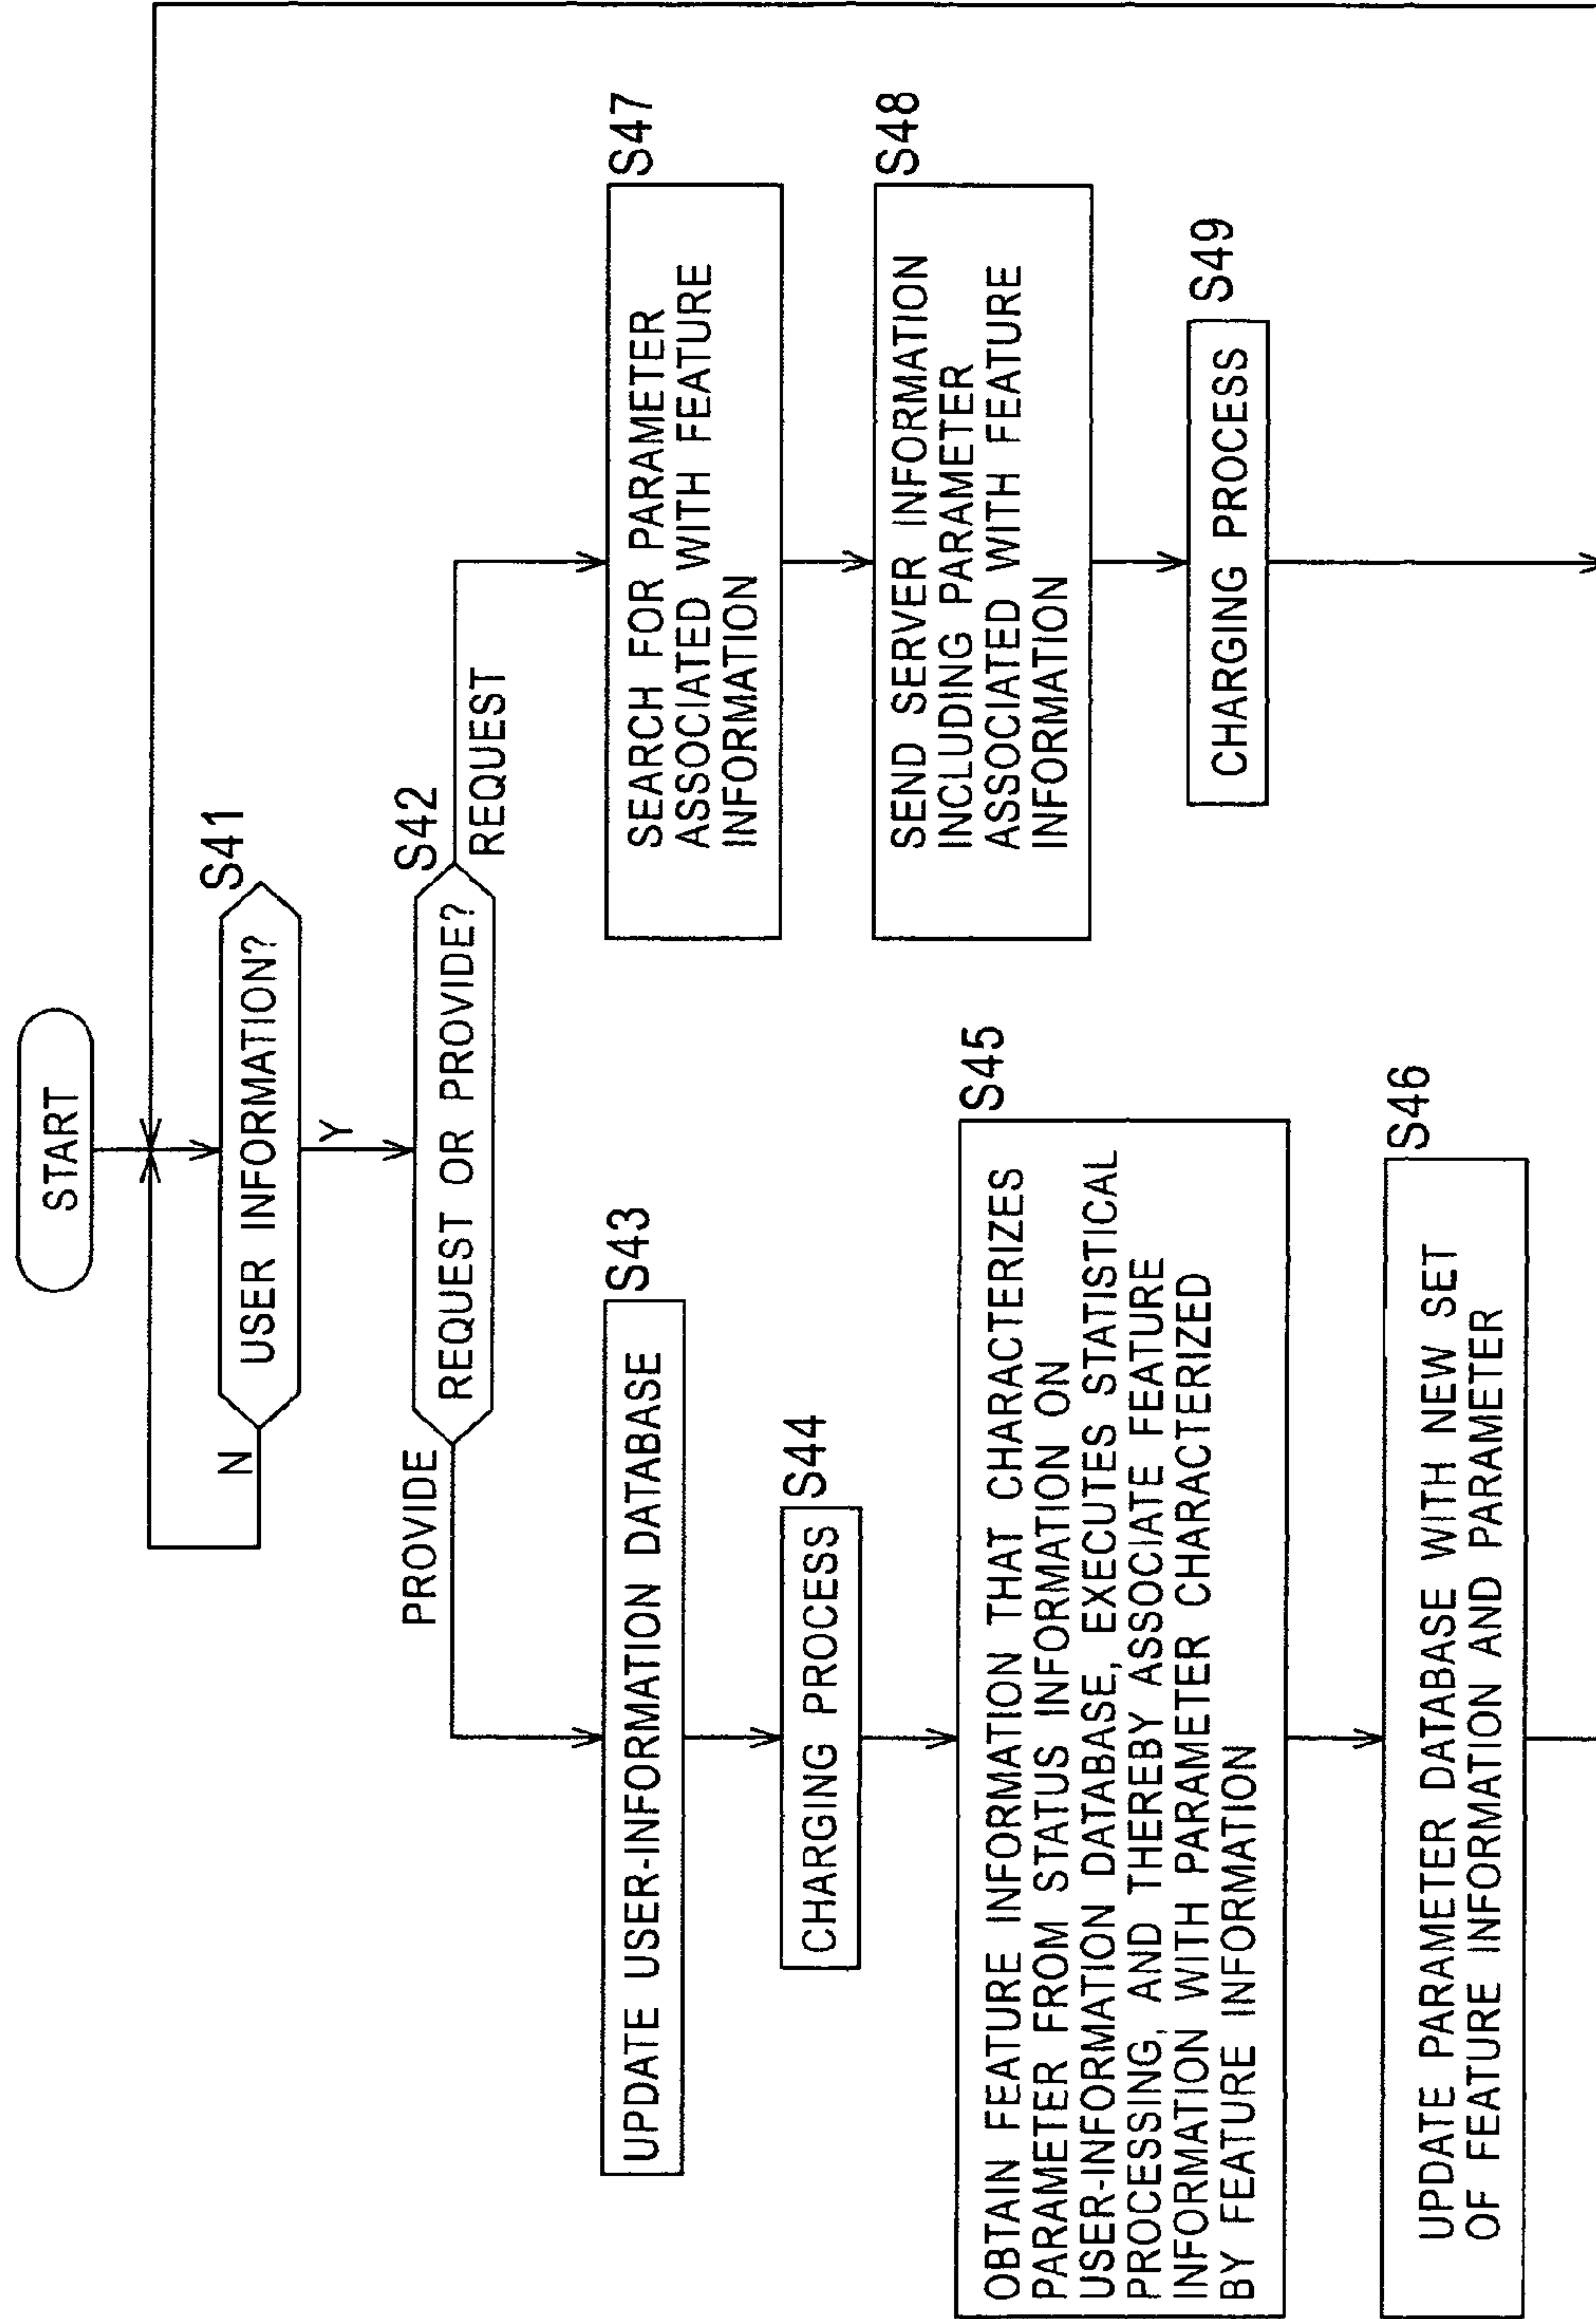 START
S41
USER INFORMATION?
N
Y
S42
REQUEST OR PROVIDE?
PROVIDE
REQUEST
S43
UPDATE USER-INFORMATION DATABASE
S44
CHARGING PROCESS
S45
OBTAIN FEATURE INFORMATION THAT CHARACTERIZES
PARAMETER FROM STATUS INFORMATION ON
USER-INFORMATION DATABASE, EXECUTES STATISTICAL
PROCESSING, AND THEREBY ASSOCIATE FEATURE
INFORMATION WITH PARAMETER CHARACTERIZED
BY FEATURE INFORMATION
S46
UPDATE PARAMETER DATABASE WITH NEW SET
OF FEATURE INFORMATION AND PARAMETER
S47
SEARCH FOR PARAMETER
ASSOCIATED WITH FEATURE
INFORMATION
S48
SEND SERVER INFORMATION
INCLUDING PARAMETER
ASSOCIATED WITH FEATURE
INFORMATION
S49
CHARGING PROCESS